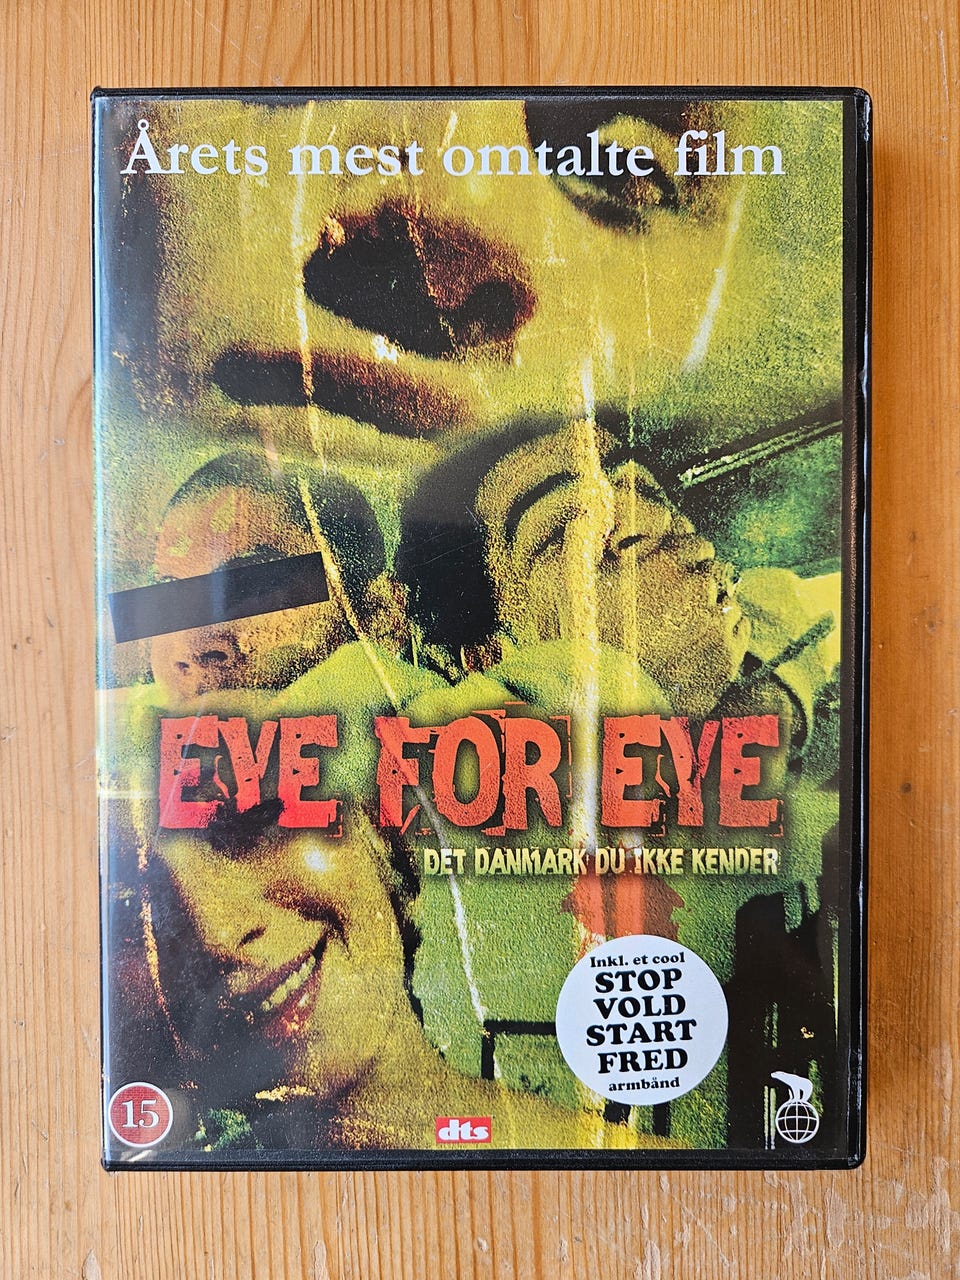 Årets mest omtalte film
EYE FOR EYE
DET DANMARK DU IKKE KENDER
Inkl. et cool
STOP
VOLD
START
FRED
armbånd
15
dts